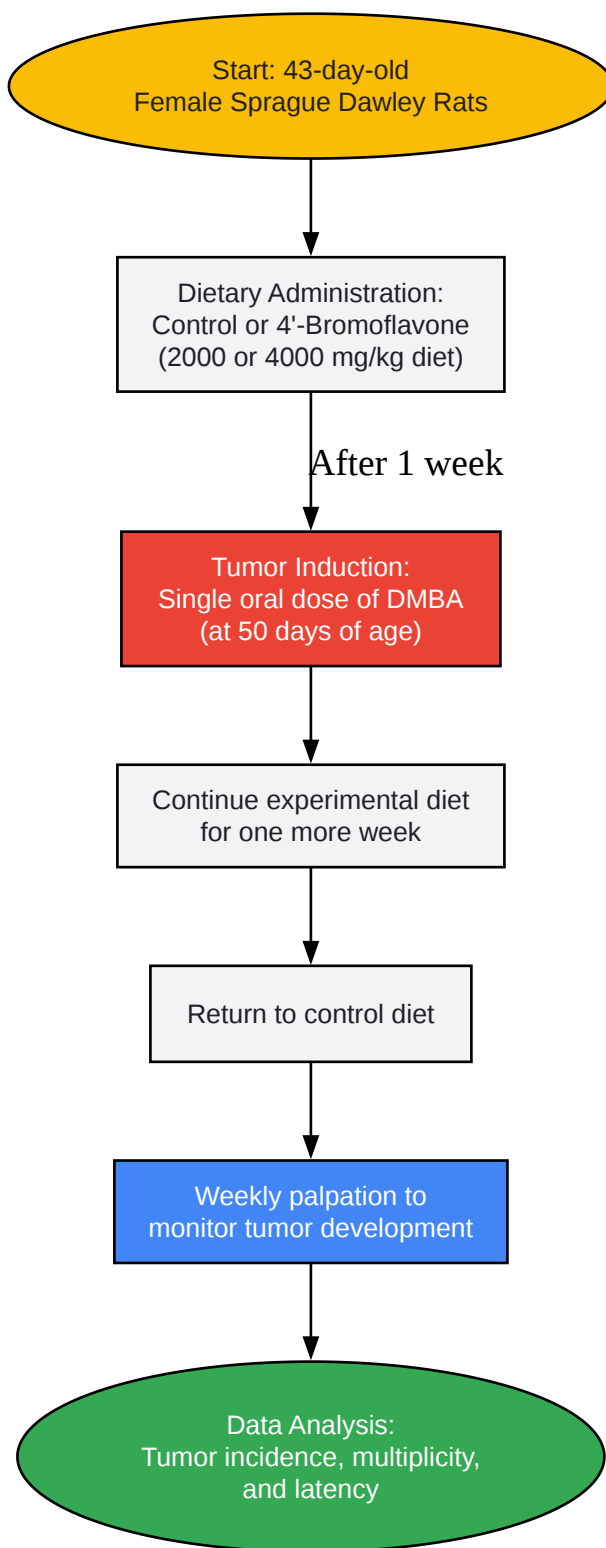 Start: 43-day-old
Female Sprague Dawley Rats
Dietary Administration:
Control or 4'-Bromoflavone
(2000 or 4000 mg/kg diet)
After 1 week
Tumor Induction:
Single oral dose of DMBA
(at 50 days of age)
Continue experimental diet
for one more week
Return to control diet
Weekly palpation to
monitor tumor development
Data Analysis:
Tumor incidence, multiplicity,
and latency